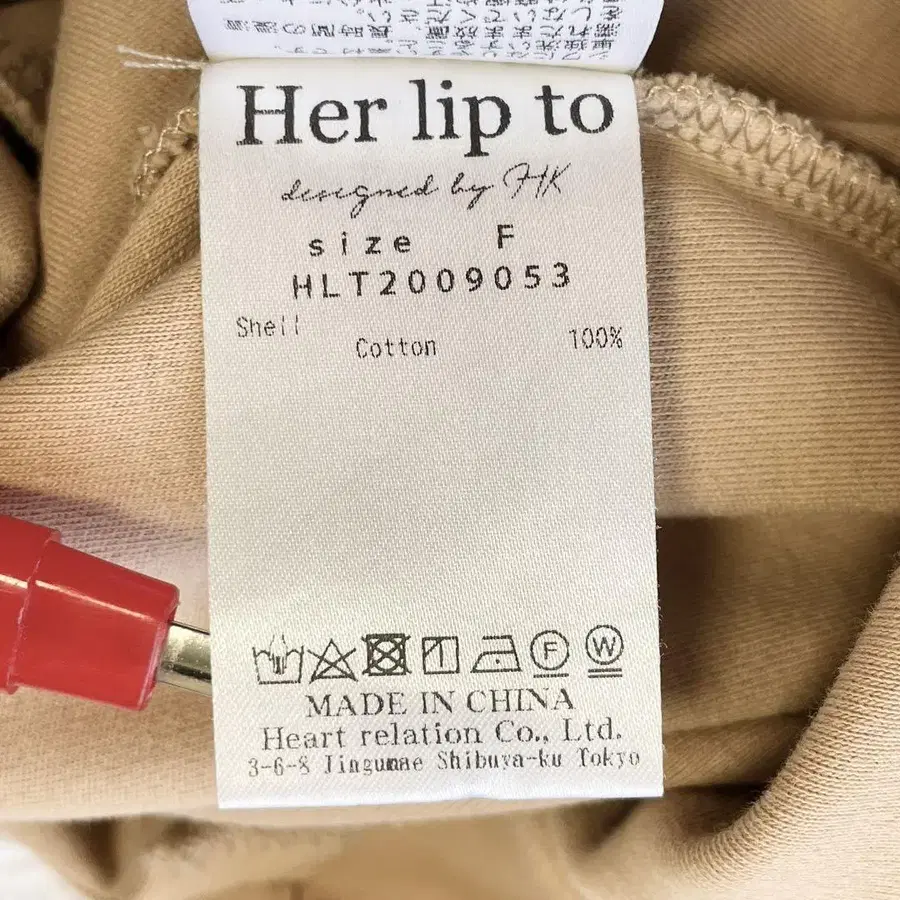 Her lip to
designed by HK
size F
HLT2009053
Shell
Cotton 100%
F W
MADE IN CHINA
Heart relation Co., Ltd.
3-6-8 Jingumae Shibuya-ku Tokyo